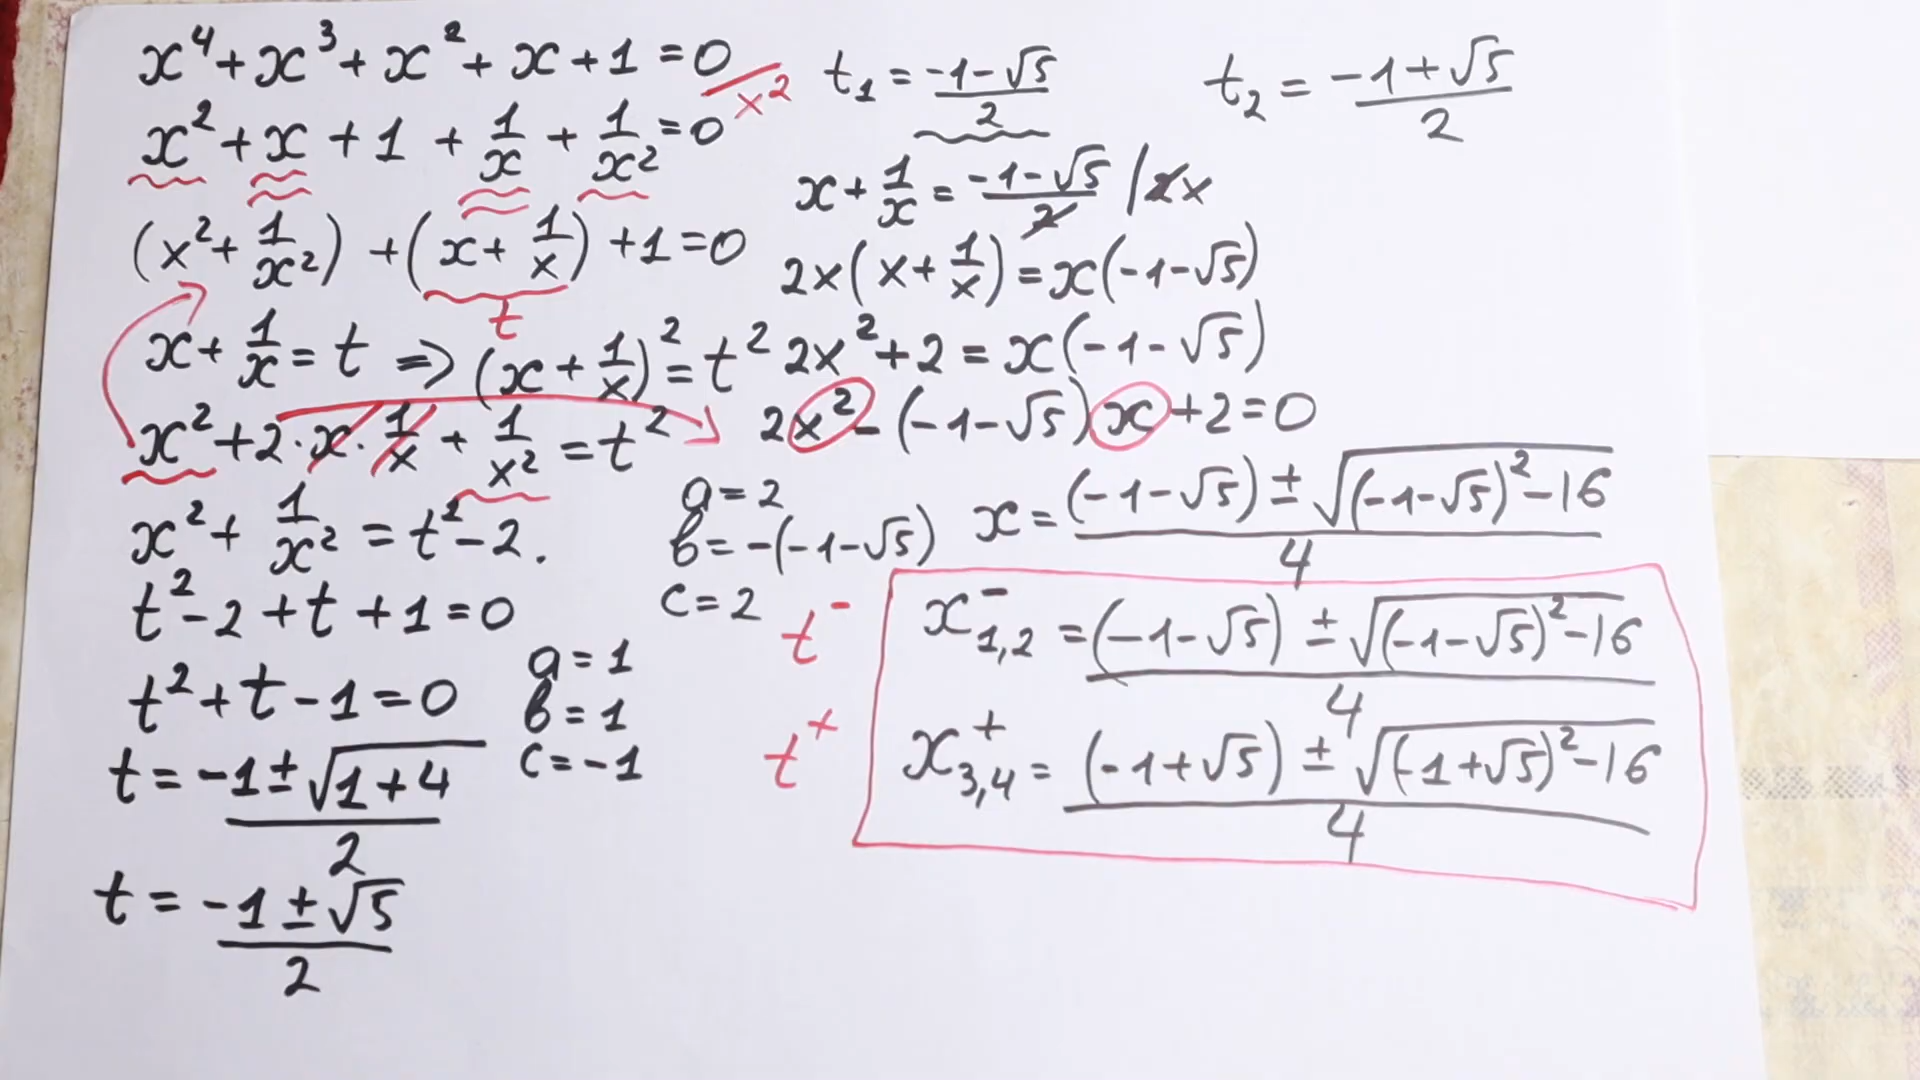 x⁴+x³+x²+x+1=0 /x²
x²+x+1+1/x+1/x²=0
(x²+1/x²)+(x+1/x)+1=0
t
x+1/x=t ⇒ (x+1/x)²=t²
x²+2·x·1/x+1/x²=t²
x²+1/x²=t²-2.
t²-2+t+1=0
t²+t-1=0
a=1
b=1
c=-1
t=(-1±√(1+4))/2
t=(-1±√5)/2
t₁=(-1-√5)/2
t₂=(-1+√5)/2
x+1/x=(-1-√5)/2 /2x
2x(x+1/x)=x(-1-√5)
2x²+2=x(-1-√5)
2x²-(-1-√5)x+2=0
a=2
b=-(-1-√5)
c=2
x=((-1-√5)±√((-1-√5)²-16))/4
t⁻
x⁻₁,₂=((-1-√5)±√((-1-√5)²-16))/4
t⁺
x⁺₃,₄=((-1+√5)±√((-1+√5)²-16))/4